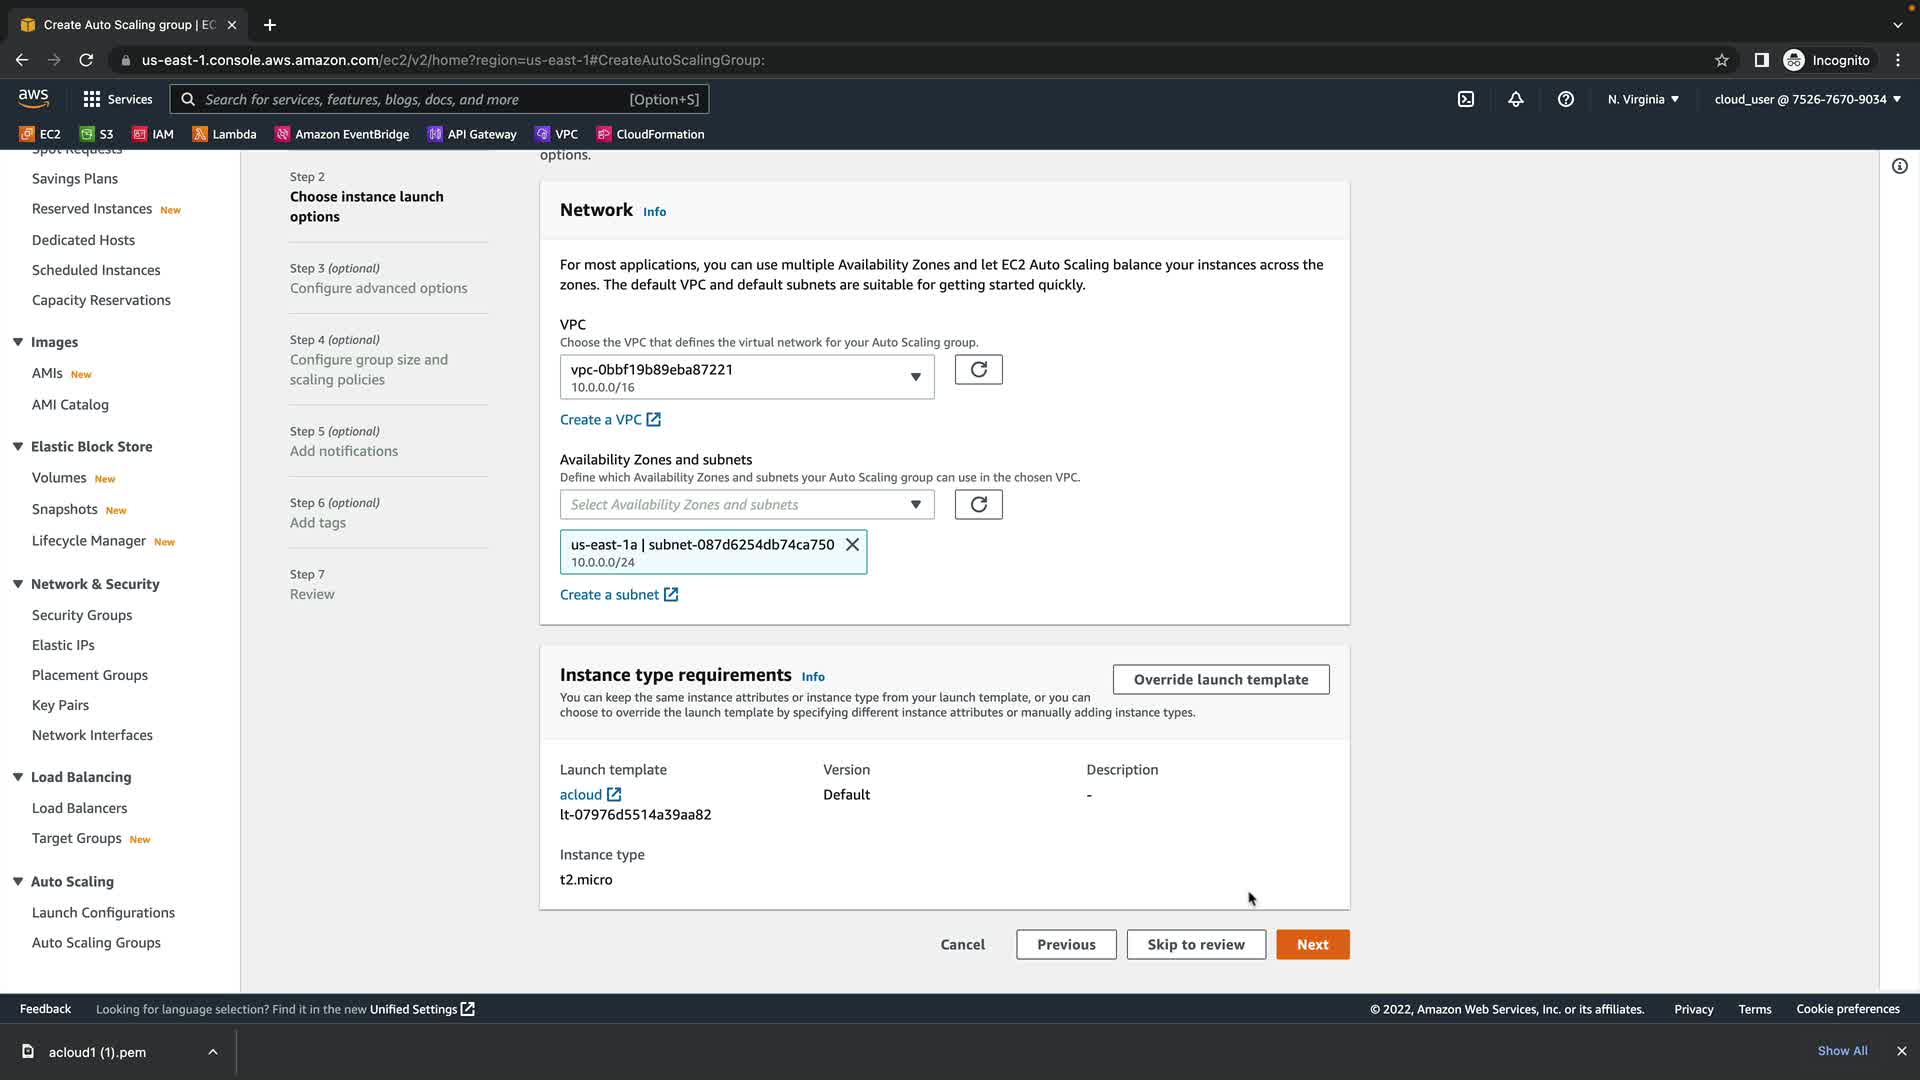 Create Auto Scaling group | EC
us-east-1.console.aws.amazon.com/ec2/v2/home?region=us-east-1#CreateAutoScalingGroup:
Incognito
aws
Services
Search for services, features, blogs, docs, and more
[Option+S]
N. Virginia
cloud_user @ 7526-7670-9034
EC2
S3
IAM
Lambda
Amazon EventBridge
API Gateway
VPC
CloudFormation
Spot Requests
Savings Plans
Reserved Instances New
Dedicated Hosts
Scheduled Instances
Capacity Reservations
Images
AMIs New
AMI Catalog
Elastic Block Store
Volumes New
Snapshots New
Lifecycle Manager New
Network & Security
Security Groups
Elastic IPs
Placement Groups
Key Pairs
Network Interfaces
Load Balancing
Load Balancers
Target Groups New
Auto Scaling
Launch Configurations
Auto Scaling Groups
Step 2
Choose instance launch
options
Step 3 (optional)
Configure advanced options
Step 4 (optional)
Configure group size and
scaling policies
Step 5 (optional)
Add notifications
Step 6 (optional)
Add tags
Step 7
Review
options.
Network Info
For most applications, you can use multiple Availability Zones and let EC2 Auto Scaling balance your instances across the
zones. The default VPC and default subnets are suitable for getting started quickly.
VPC
Choose the VPC that defines the virtual network for your Auto Scaling group.
vpc-0bbf19b89eba87221
10.0.0.0/16
Create a VPC
Availability Zones and subnets
Define which Availability Zones and subnets your Auto Scaling group can use in the chosen VPC.
Select Availability Zones and subnets
us-east-1a | subnet-087d6254db74ca750
10.0.0.0/24
Create a subnet
Instance type requirements Info
Override launch template
You can keep the same instance attributes or instance type from your launch template, or you can
choose to override the launch template by specifying different instance attributes or manually adding instance types.
Launch template
acloud
lt-07976d5514a39aa82
Version
Default
Description
-
Instance type
t2.micro
Cancel
Previous
Skip to review
Next
Feedback
Looking for language selection? Find it in the new Unified Settings
© 2022, Amazon Web Services, Inc. or its affiliates.
Privacy
Terms
Cookie preferences
acloud1 (1).pem
Show All